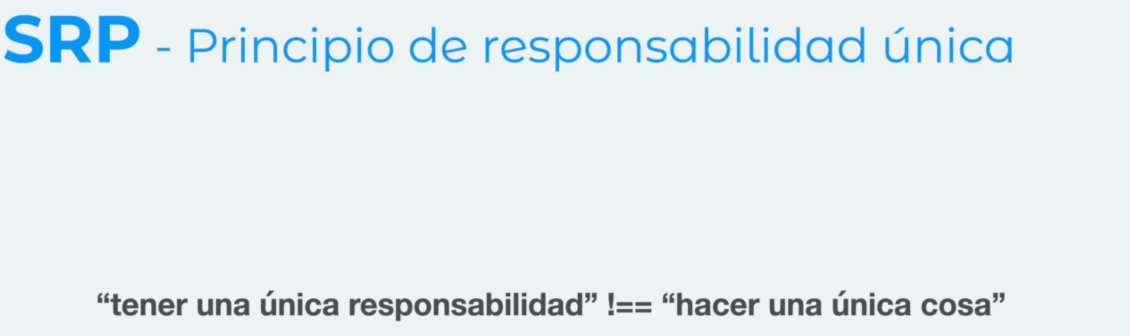 SRP - Principio de responsabilidad única
“tener una única responsabilidad” !== “hacer una única cosa”